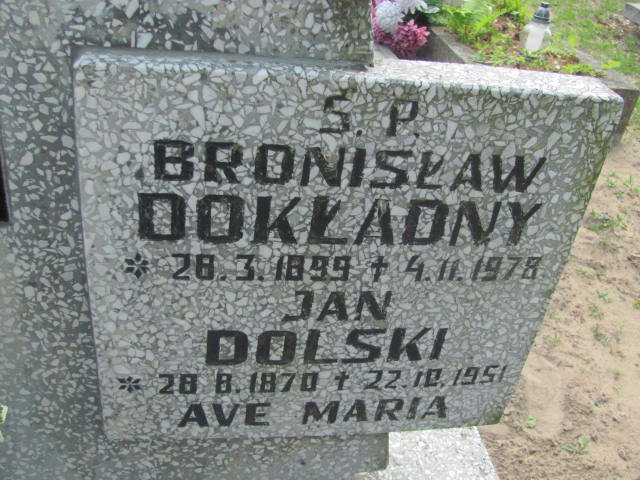 Ś. P.
BRONISŁAW
DOKŁADNY
* 28.3.1899 + 4.11.1978
JAN
DOLSKI
* 28 8.1870 + 22.10.1951
AVE MARIA